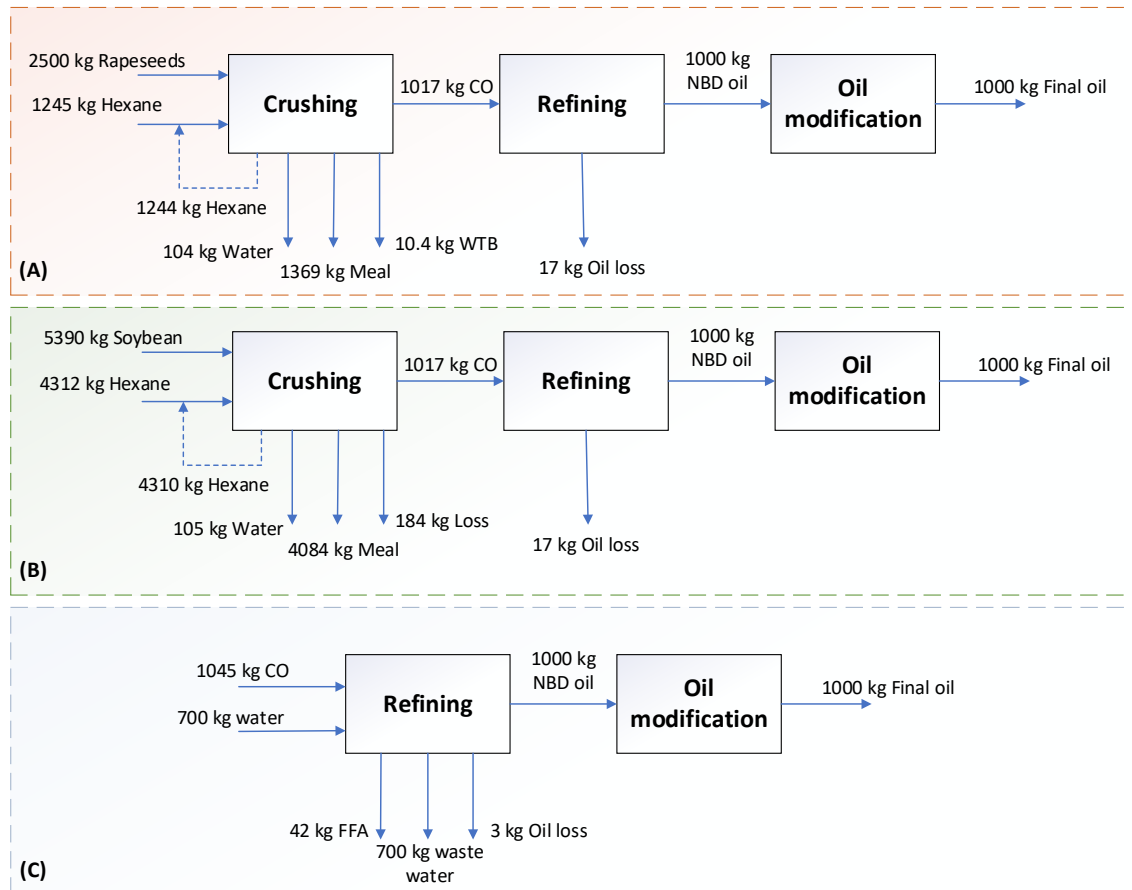 2500 kg Rapeseeds
1245 kg Hexane
1244 kg Hexane
Crushing
104 kg Water
1369 kg Meal
10.4 kg WTB
1017 kg CO
Refining
17 kg Oil loss
1000 kg
NBD oil
Oil
modification
1000 kg Final oil
(A)
5390 kg Soybean
4312 kg Hexane
4310 kg Hexane
Crushing
105 kg Water
4084 kg Meal
184 kg Loss
1017 kg CO
Refining
17 kg Oil loss
1000 kg
NBD oil
Oil
modification
1000 kg Final oil
(B)
1045 kg CO
700 kg water
Refining
42 kg FFA
700 kg waste
water
3 kg Oil loss
1000 kg
NBD oil
Oil
modification
1000 kg Final oil
(C)